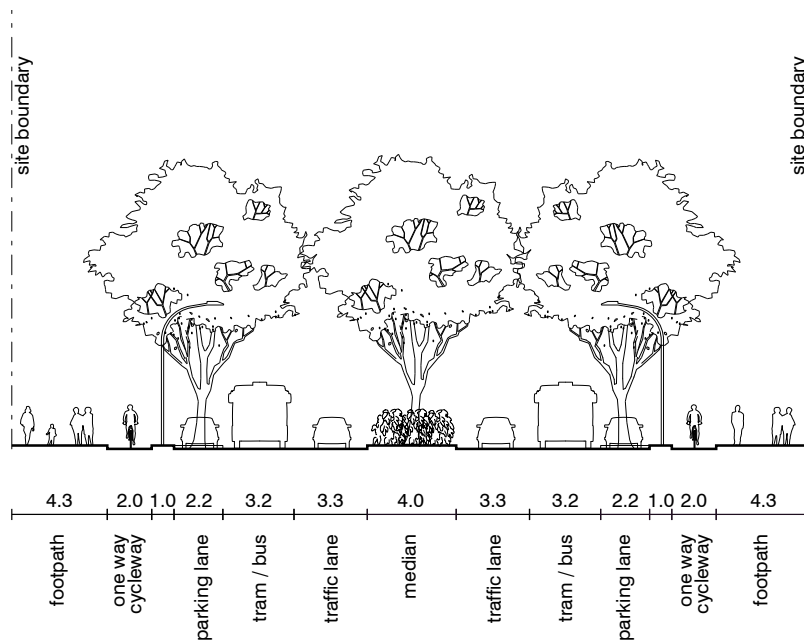 site boundary
site boundary
4.3 2.0 1.0 2.2 3.2 3.3 4.0 3.3 3.2 2.2 1.0 2.0 4.3
footpath
one way
cycleway
parking lane
tram / bus
traffic lane
median
traffic lane
tram / bus
parking lane
one way
cycleway
footpath